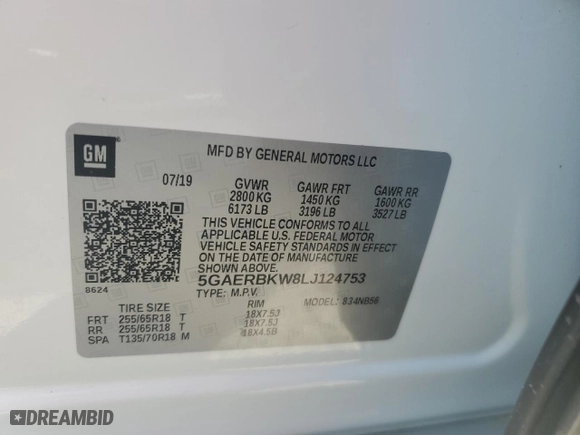 GM
MFD BY GENERAL MOTORS LLC
07/19 GVWR GAWR FRT GAWR RR
2800 KG 1450 KG 1600 KG
6173 LB 3196 LB 3527 LB
THIS VEHICLE CONFORMS TO ALL
APPLICABLE U.S. FEDERAL MOTOR
VEHICLE SAFETY STANDARDS IN EFFECT
ON THE DATE OF MANUFACTURE
SHOWN ABOVE.
5GAERBKW8LJ124753
8624
TYPE: M.P.V. MODEL: 834NB56
TIRE SIZE RIM
FRT 255/65R18 T 18X7.5J
RR 255/65R18 T 18X7.5J
SPA T135/70R18 M 18X4.5B
DREAMBID